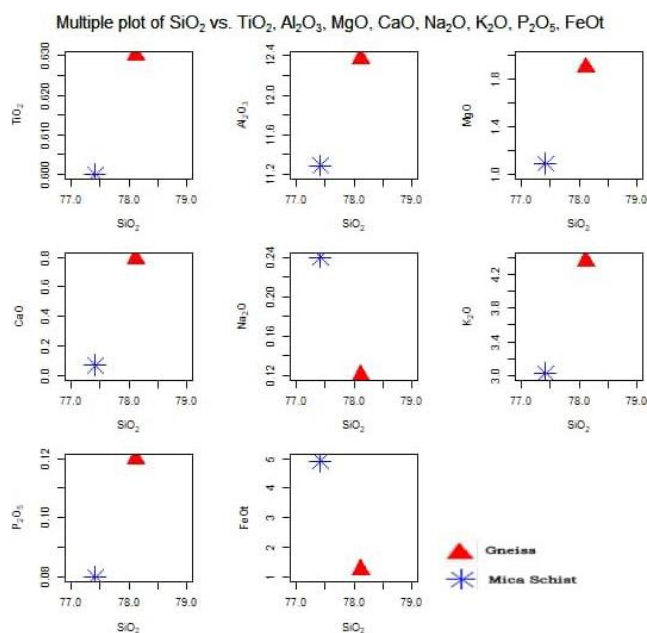 Multiple plot of SiO₂ vs. TiO₂, Al₂O₃, MgO, CaO, Na₂O, K₂O, P₂O₅, FeOt
TiO₂
0.630
0.620
0.610
0.600
77.0 78.0 79.0
SiO₂
Al₂O₃
12.4
12.0
11.6
11.2
77.0 78.0 79.0
SiO₂
MgO
1.8
1.4
1.0
77.0 78.0 79.0
SiO₂
CaO
0.8
0.6
0.4
0.2
0.0
77.0 78.0 79.0
SiO₂
Na₂O
0.24
0.20
0.16
0.12
77.0 78.0 79.0
SiO₂
K₂O
4.2
3.8
3.4
3.0
77.0 78.0 79.0
SiO₂
P₂O₅
0.12
0.10
0.08
77.0 78.0 79.0
SiO₂
FeOt
5
4
3
2
1
77.0 78.0 79.0
SiO₂
Gneiss
Mica Schist